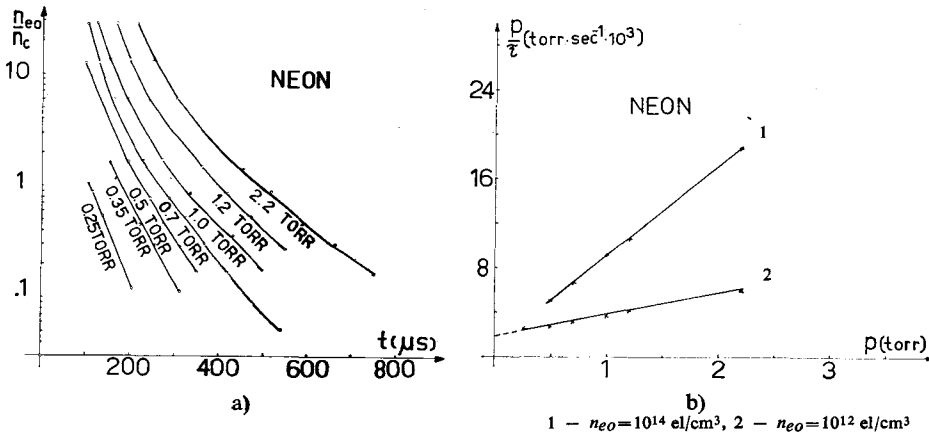 n_eo
n_c
10
1
.1
NEON
0.25 TORR
0.35 TORR
0.5 TORR
0.7 TORR
1.0 TORR
1.2 TORR
2.2 TORR
t(μs)
200
400
600
800
a)
p/τ (torr·sec⁻¹·10³)
24
16
8
NEON
1
2
p(torr)
1
2
3
b)
1 – n_eo=10¹⁴ el/cm³, 2 – n_eo=10¹² el/cm³